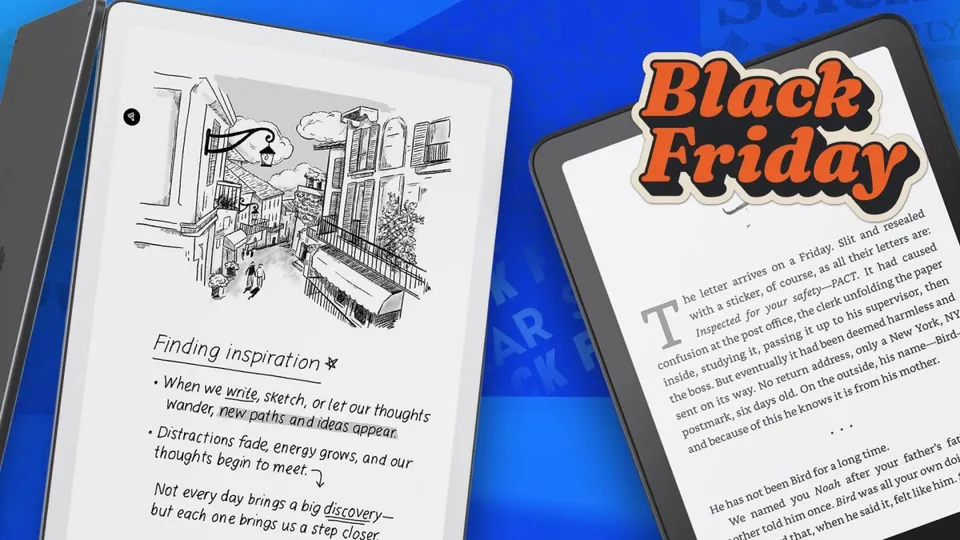 Finding inspiration
• When we write, sketch, or let our thoughts
wander, new paths and ideas appear.
• Distractions fade, energy grows, and our
thoughts begin to meet.
Not every day brings a big discovery—
but each one brings us a step closer.
Black
Friday
The letter arrives on a Friday. Slit and resealed
with a sticker, of course, as all their letters are:
Inspected for your safety—PACT. It had caused
confusion at the post office, the clerk unfolding the paper
inside, studying it, passing it up to his supervisor, then
the boss. But eventually it had been deemed harmless and
sent on its way. No return address, only a New York, NY
postmark, six days old. On the outside, his name—Bird—
and because of this he knows it is from his mother.
• • •
He has not been Bird for a long time.
We named you Noah after your father's
told him once. Bird was all your own
that, when he said it, felt like him.